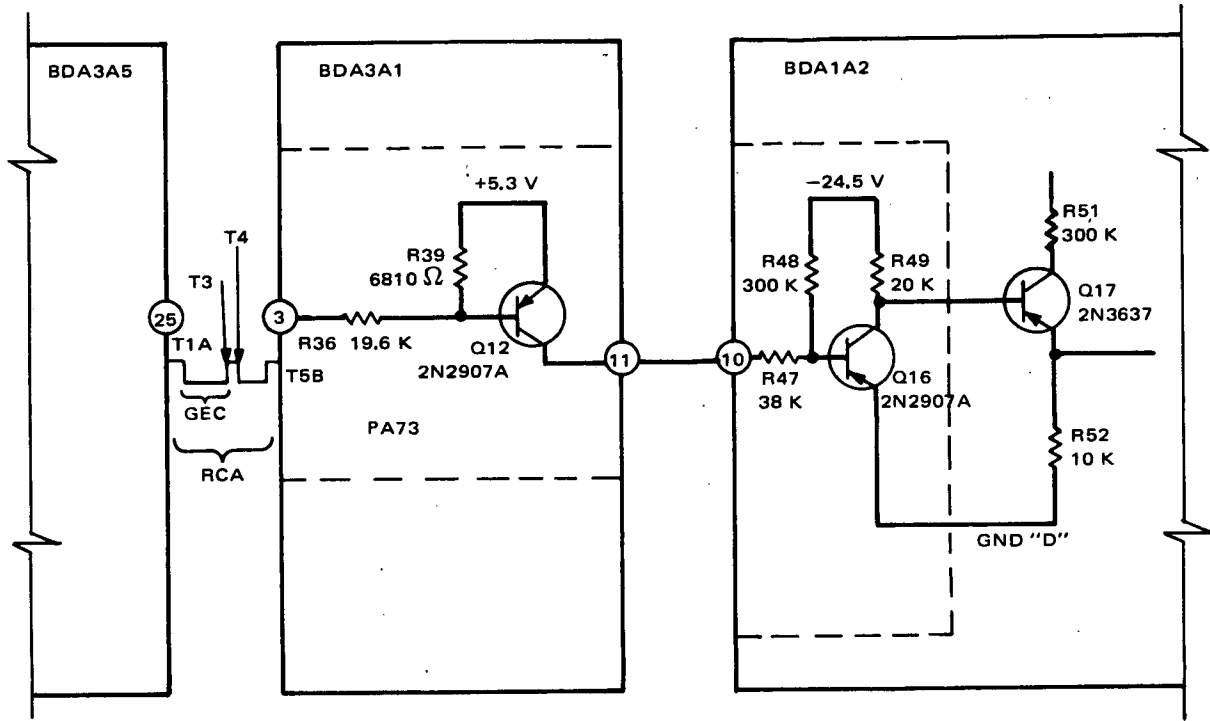 BDA3A5
BDA3A1
BDA1A2
+5.3 V
−24.5 V
R51
300 K
T4
T3
R39
6810 Ω
R48
300 K
R49
20 K
Q17
2N3637
25
3
T1A
R36 19.6 K
Q12
2N2907A
11
10
T5B
R47
38 K
Q16
2N2907A
GEC
PA73
RCA
R52
10 K
GND "D"